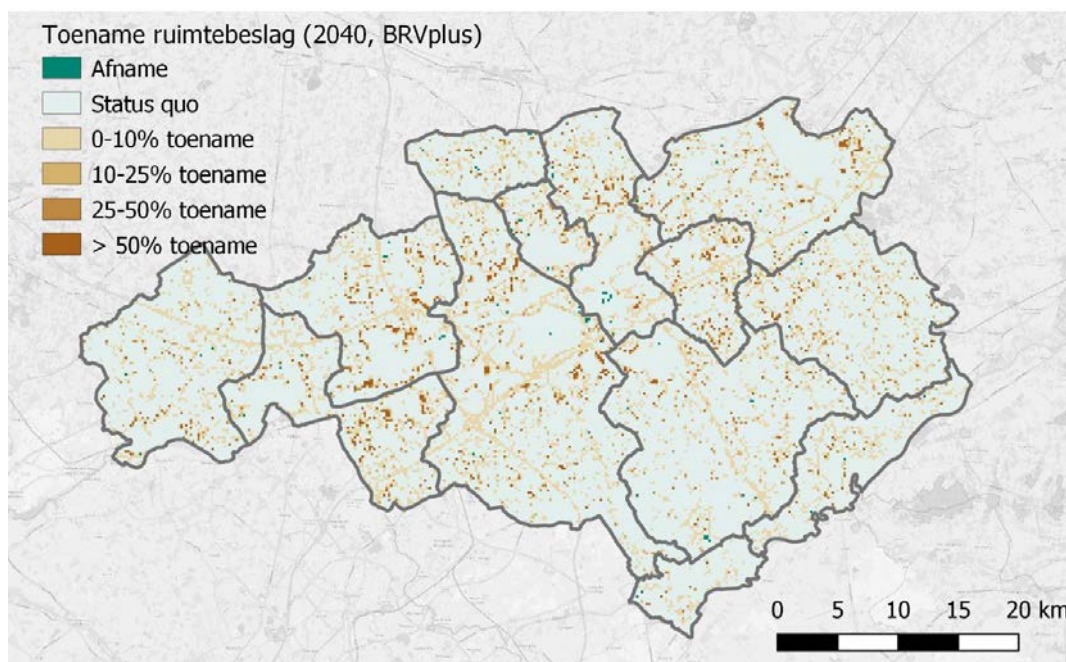 Toename ruimtebeslag (2040, BRVplus)
Afname
Status quo
0-10% toename
10-25% toename
25-50% toename
> 50% toename
0 5 10 15 20 km